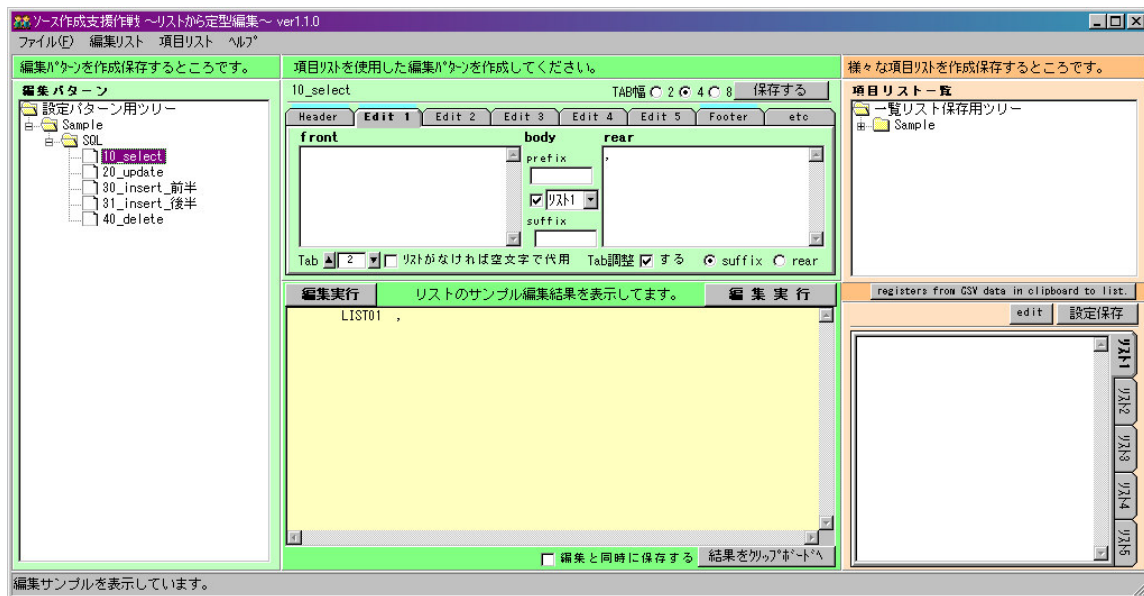 ソース作成支援作戦 ～リストから定型編集～ ver1.1.0
ファイル(F) 編集リスト 項目リスト ﾍﾙﾌﾟ
編集ﾊﾟﾀｰﾝを作成保存するところです。
編集パターン
設定パターン用ツリー
Sample
SQL
10_select
20_update
30_insert_前半
31_insert_後半
40_delete
項目ﾘｽﾄを使用した編集ﾊﾟﾀｰﾝを作成してください。
10_select TAB幅 2 4 8 保存する
Header Edit 1 Edit 2 Edit 3 Edit 4 Edit 5 Footer etc
front body rear
prefix ,
ﾘｽﾄ1
suffix
Tab 2 ﾘｽﾄがなければ空文字で代用 Tab調整 する suffix rear
編集実行 リストのサンプル編集結果を表示してます。 編 集 実 行
LIST01 ,
編集と同時に保存する 結果をｸﾘｯﾌﾟﾎﾞｰﾄﾞへ
様々な項目ﾘｽﾄを作成保存するところです。
項目リスト一覧
一覧リスト保存用ツリー
Sample
registers from CSV data in clipboard to list.
edit 設定保存
ﾘｽﾄ1
ﾘｽﾄ2
ﾘｽﾄ3
ﾘｽﾄ4
ﾘｽﾄ5
編集サンプルを表示しています。